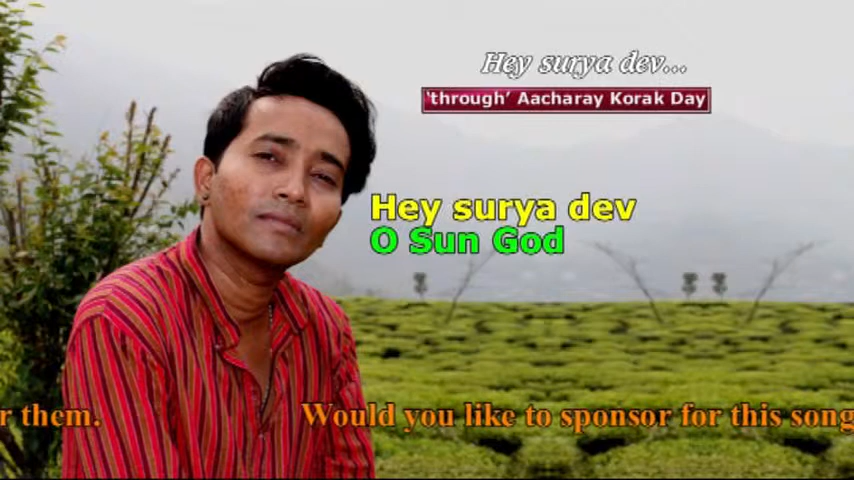 Hey surya dev...
'through' Aacharay Korak Day
Hey surya dev
O Sun God
r them. Would you like to sponsor for this song